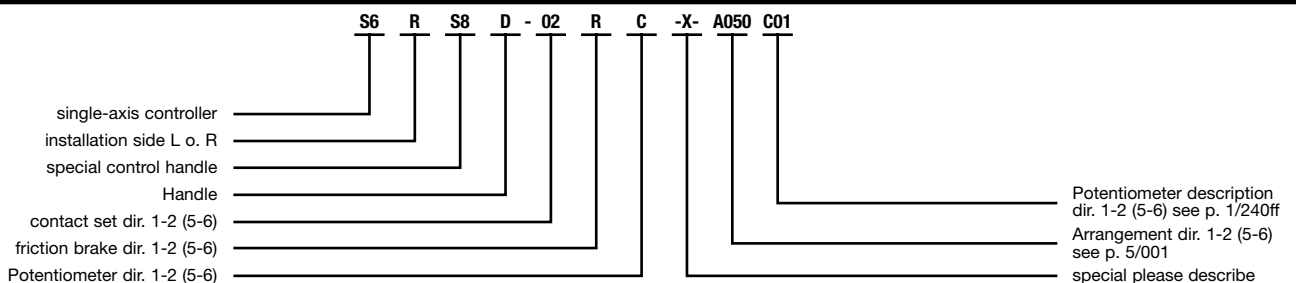 S6 R S8 D - 02 R C -X- A050 C01
single-axis controller
installation side L o. R
special control handle
Handle
contact set dir. 1-2 (5-6)
friction brake dir. 1-2 (5-6)
Potentiometer dir. 1-2 (5-6)
Potentiometer description
dir. 1-2 (5-6) see p. 1/240ff
Arrangement dir. 1-2 (5-6)
see p. 5/001
special please describe